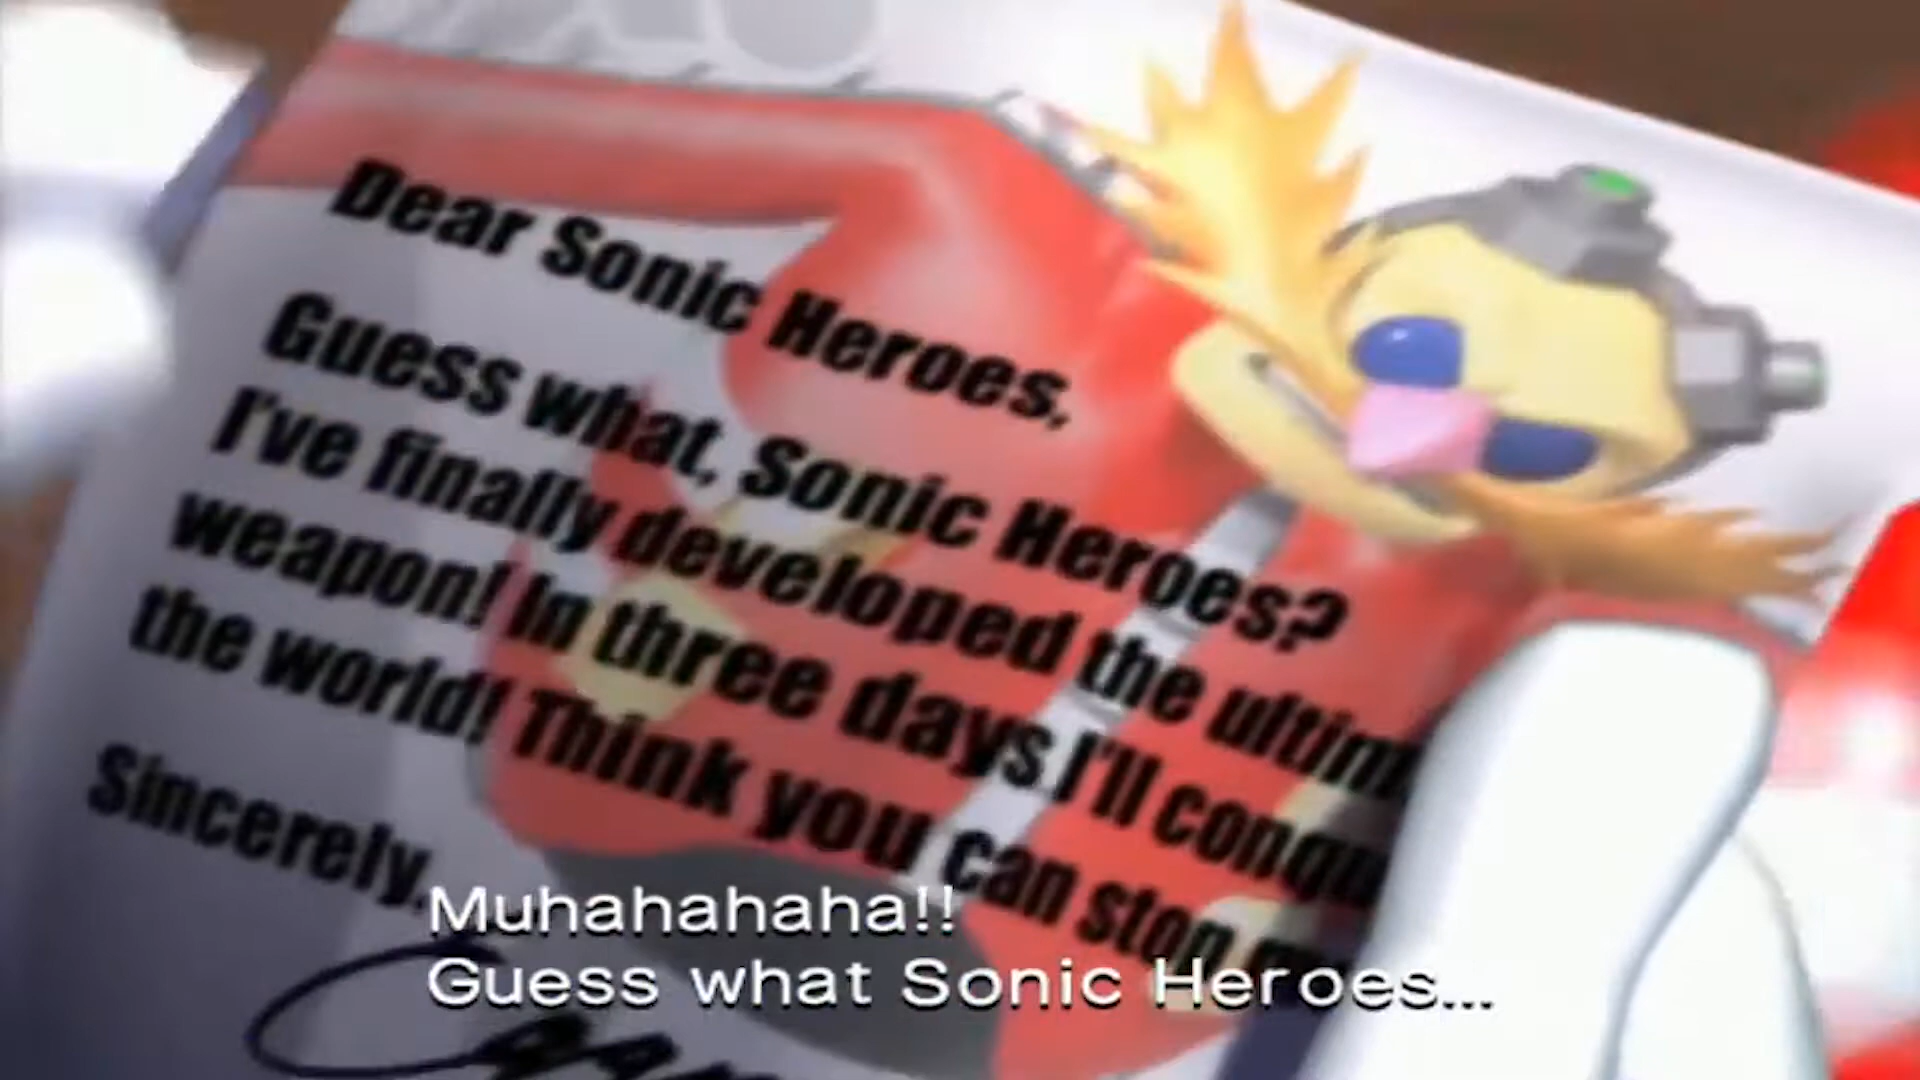 Dear Sonic Heroes,
Guess what, Sonic Heroes?
I've finally developed the
weapon! In three days I'll
the world! Think you can stop
Sincerely,
Muhahahaha!!
Guess what Sonic Heroes...